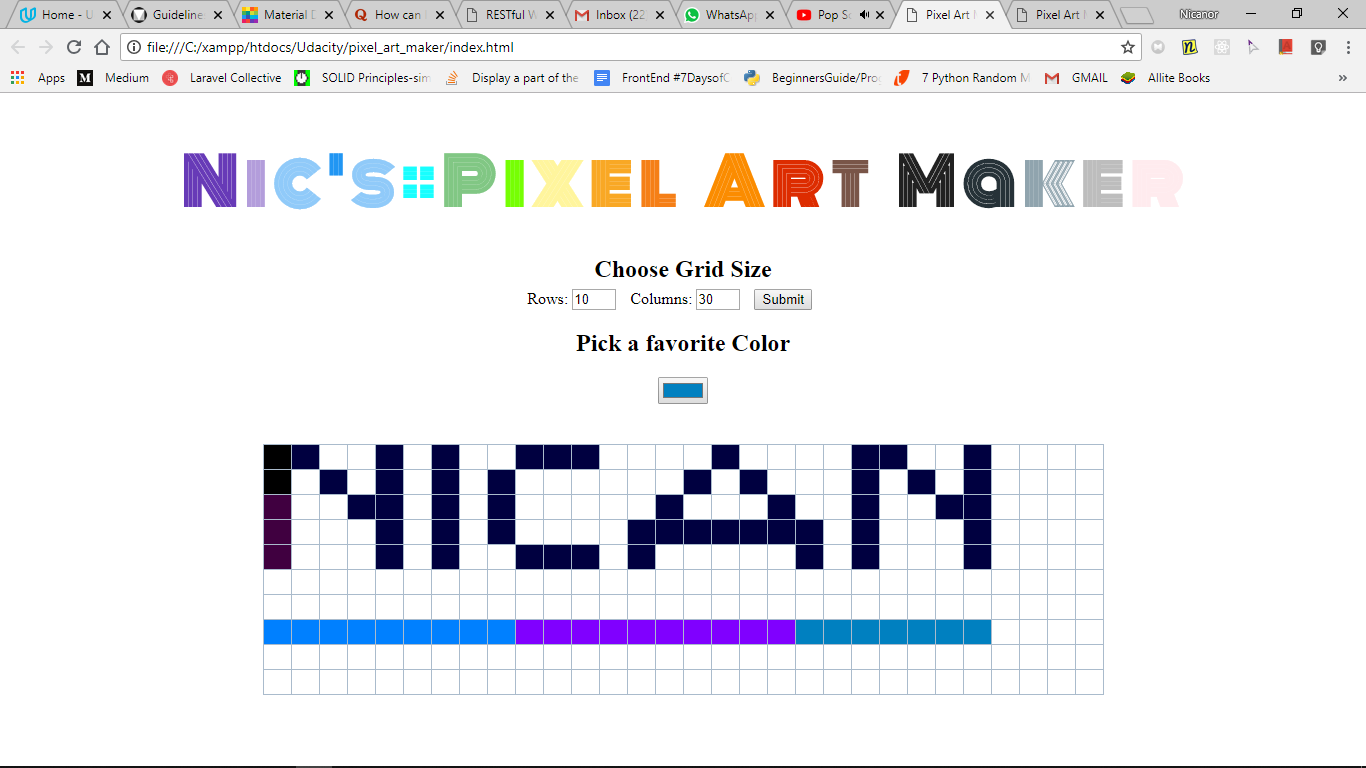 Home - U Guideline Material D How can RESTful W Inbox (22 WhatsAp Pop So Pixel Art M Pixel Art M Nicanor
file:///C:/xampp/htdocs/Udacity/pixel_art_maker/index.html
Apps Medium Laravel Collective SOLID Principles-sim Display a part of the FrontEnd #7DaysofC BeginnersGuide/Pro 7 Python Random M GMAIL Allite Books »
Nic's::Pixel Art Maker
Choose Grid Size
Rows: 10 Columns: 30 Submit
Pick a favorite Color
NICAN